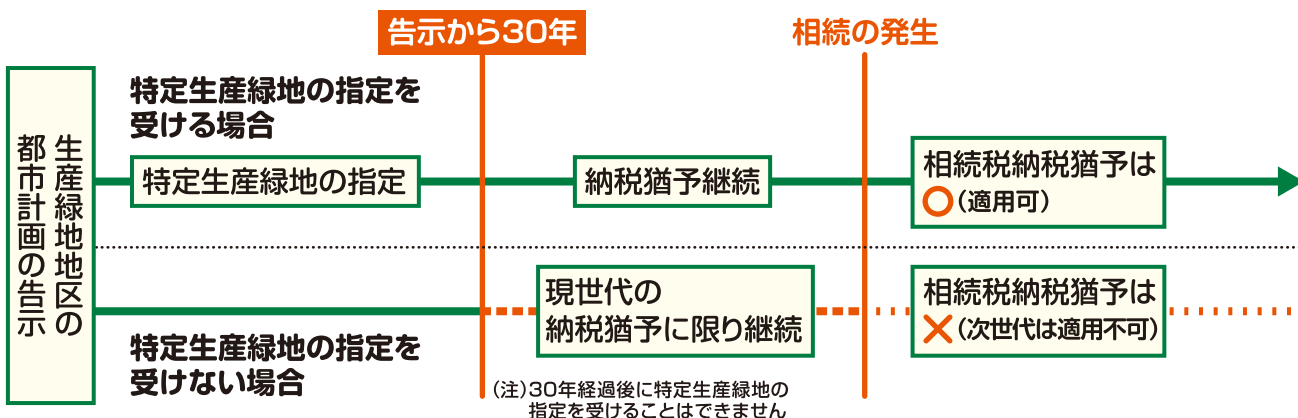 告示から30年
相続の発生
生産緑地地区の
都市計画の告示
特定生産緑地の指定を
受ける場合
特定生産緑地の指定
納税猶予継続
相続税納税猶予は
○(適用可)
現世代の
納税猶予に限り継続
相続税納税猶予は
×(次世代は適用不可)
特定生産緑地の指定を
受けない場合
(注)30年経過後に特定生産緑地の
指定を受けることはできません